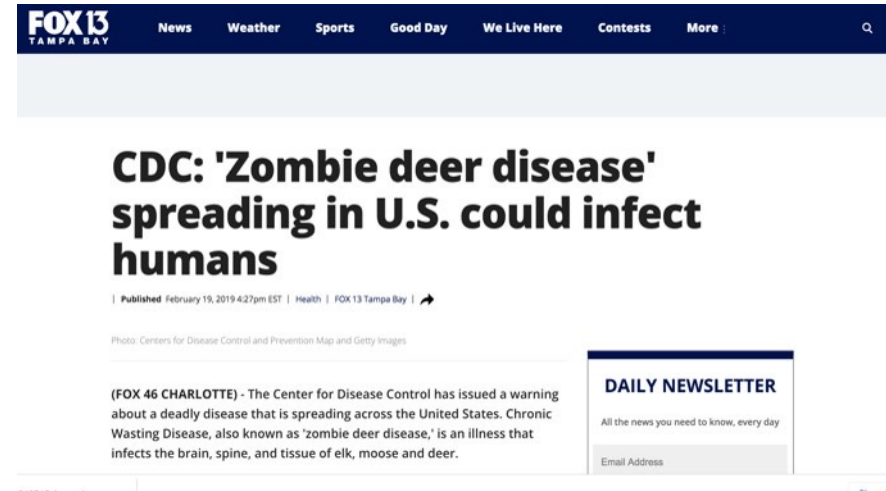 FOX 13
TAMPA BAY
News Weather Sports Good Day We Live Here Contests More
CDC: 'Zombie deer disease'
spreading in U.S. could infect
humans
| Published February 19, 2019 4:27pm EST | Health | FOX 13 Tampa Bay |
Photo: Centers for Disease Control and Prevention Map and Getty Images
(FOX 46 CHARLOTTE) - The Center for Disease Control has issued a warning
about a deadly disease that is spreading across the United States. Chronic
Wasting Disease, also known as 'zombie deer disease,' is an illness that
infects the brain, spine, and tissue of elk, moose and deer.
DAILY NEWSLETTER
All the news you need to know, every day
Email Address